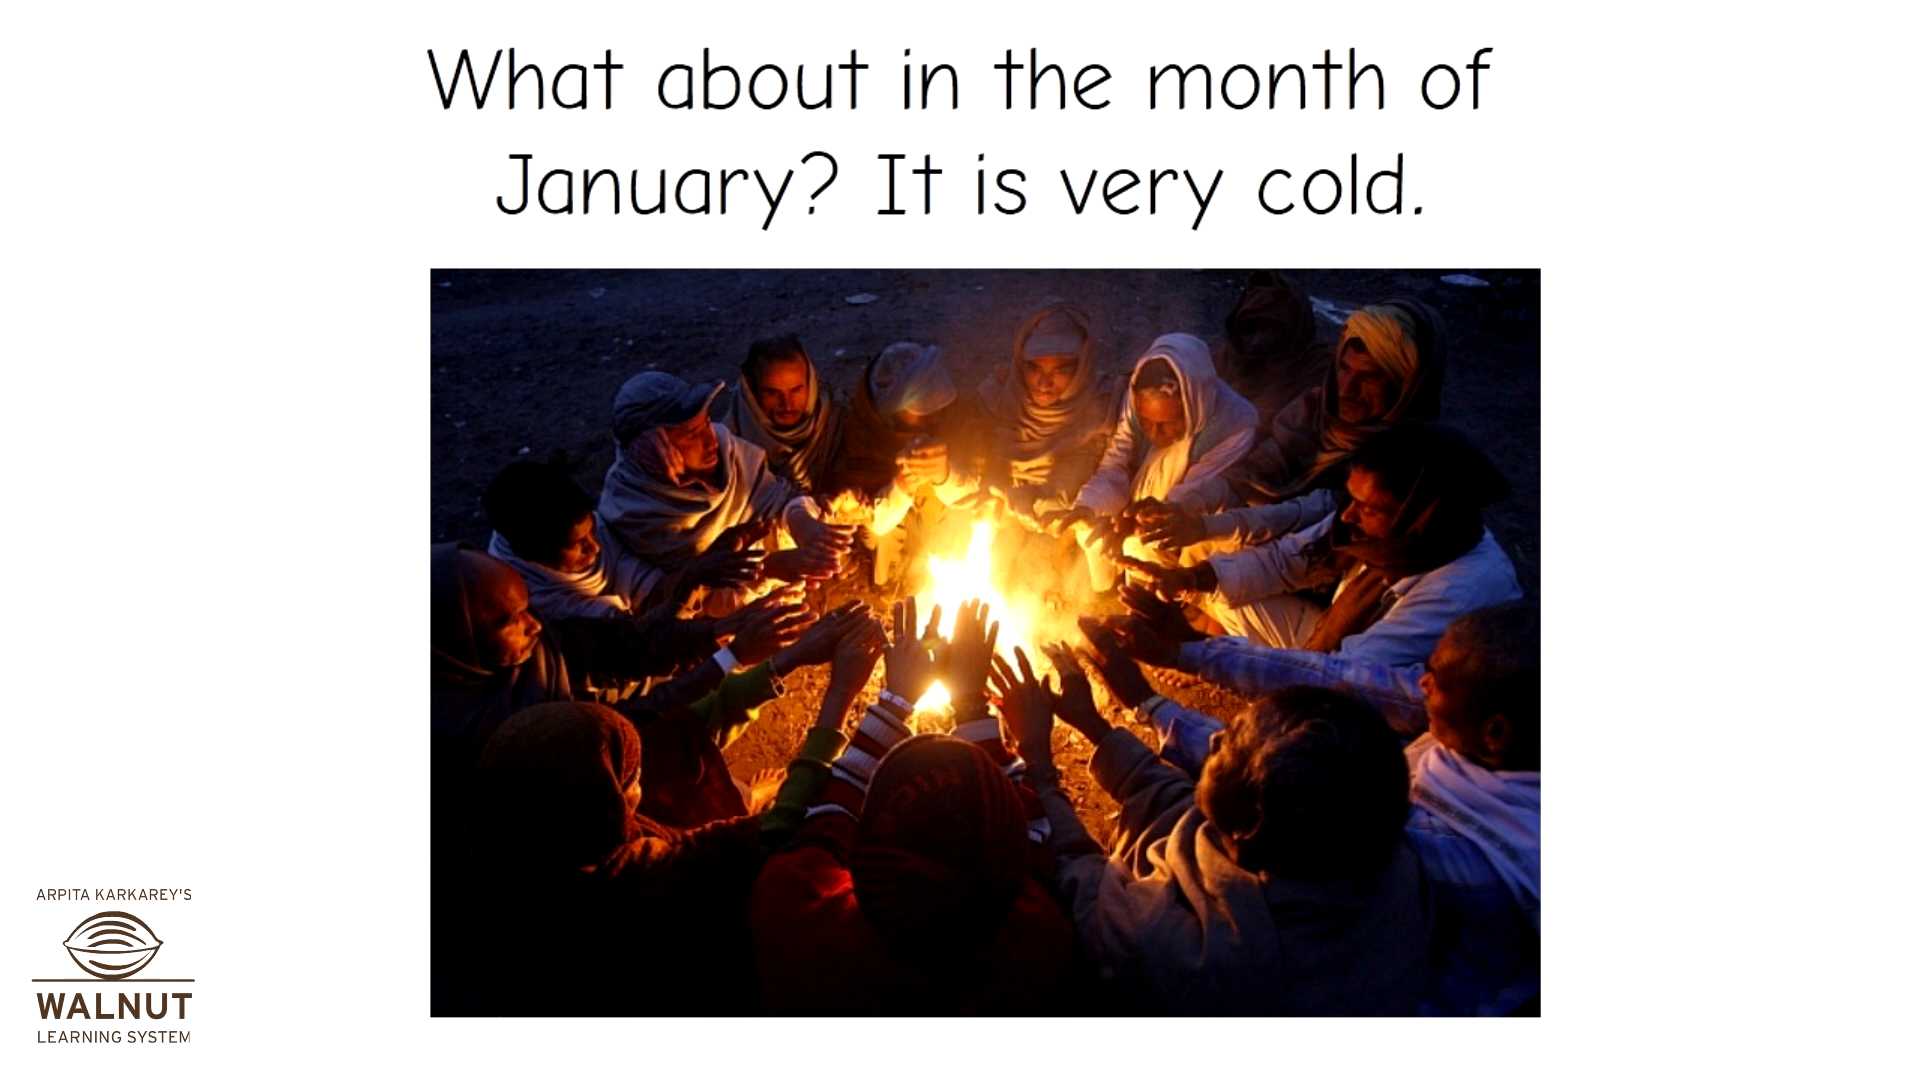 What about in the month of
January? It is very cold.
ARPITA KARKAREY'S
WALNUT
LEARNING SYSTEM